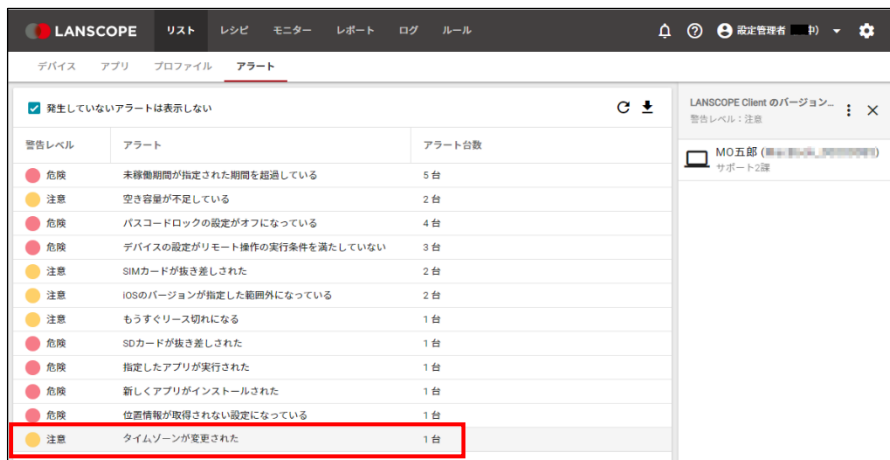 LANSCOPE リスト レシピ モニター レポート ログ ルール 設定管理者 中)
デバイス アプリ プロファイル アラート
発生していないアラートは表示しない
LANSCOPE Client のバージョン...
警告レベル：注意
警告レベル アラート アラート台数
MO五郎 (
サポート2課
危険 未稼働期間が指定された期間を超過している 5 台
注意 空き容量が不足している 2 台
危険 パスコードロックの設定がオフになっている 4 台
危険 デバイスの設定がリモート操作の実行条件を満たしていない 3 台
注意 SIMカードが抜き差しされた 2 台
注意 iOSのバージョンが指定した範囲外になっている 2 台
注意 もうすぐリース切れになる 1 台
危険 SDカードが抜き差しされた 1 台
危険 指定したアプリが実行された 1 台
危険 新しくアプリがインストールされた 1 台
危険 位置情報が取得されない設定になっている 1 台
注意 タイムゾーンが変更された 1 台